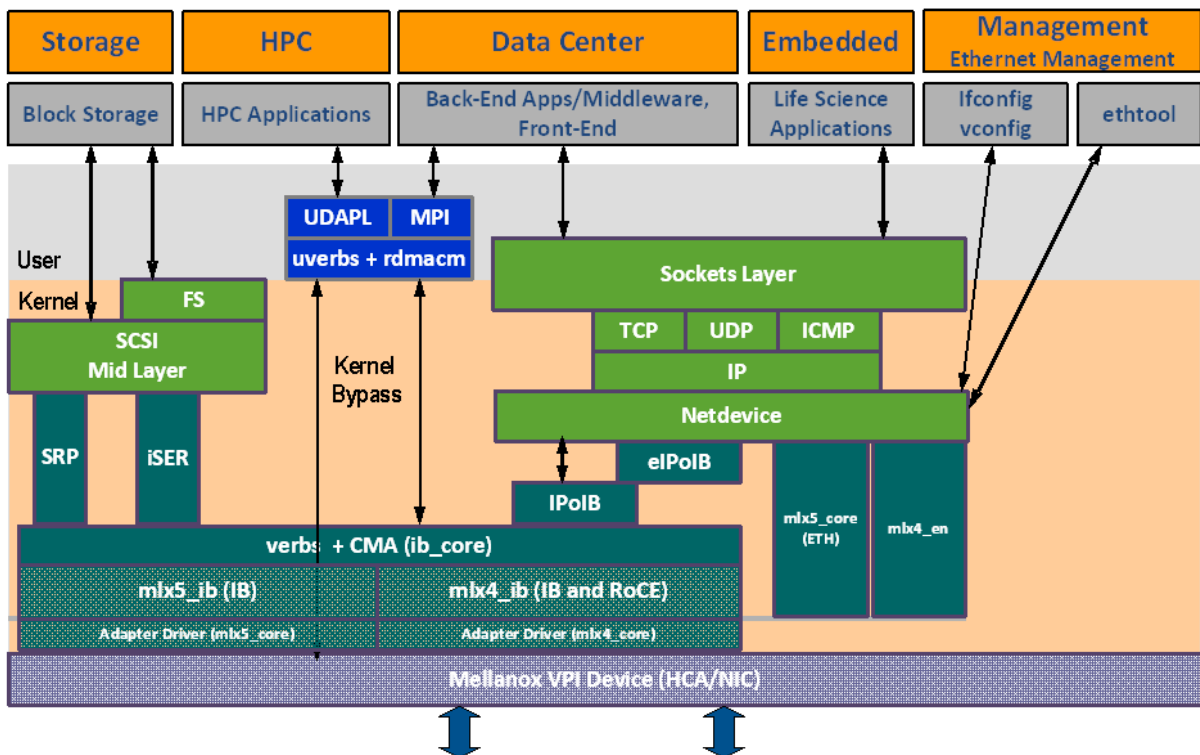 Storage
HPC
Data Center
Embedded
Management
Ethernet Management
Block Storage
HPC Applications
Back-End Apps/Middleware,
Front-End
Life Science
Applications
Ifconfig
vconfig
ethtool
UDAPL
MPI
uverbs + rdmacm
User
Kernel
Sockets Layer
FS
SCSI
Mid Layer
TCP
UDP
ICMP
IP
Kernel
Bypass
Netdevice
SRP
iSER
eIPoIB
IPoIB
mlx5_core
(ETH)
mlx4_en
verbs + CMA (ib_core)
mlx5_ib (IB)
mlx4_ib (IB and RoCE)
Adapter Driver (mlx5_core)
Adapter Driver (mlx4_core)
Mellanox VPI Device (HCA/NIC)